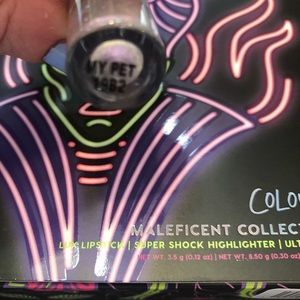 MY PET
1982
COLO
MALEFICENT COLLECT
LUX LIPSTICK | SUPER SHOCK HIGHLIGHTER | ULT
NET WT. 3.5 g (0.12 oz) | NET WT. 8.50 g (0.30 oz)